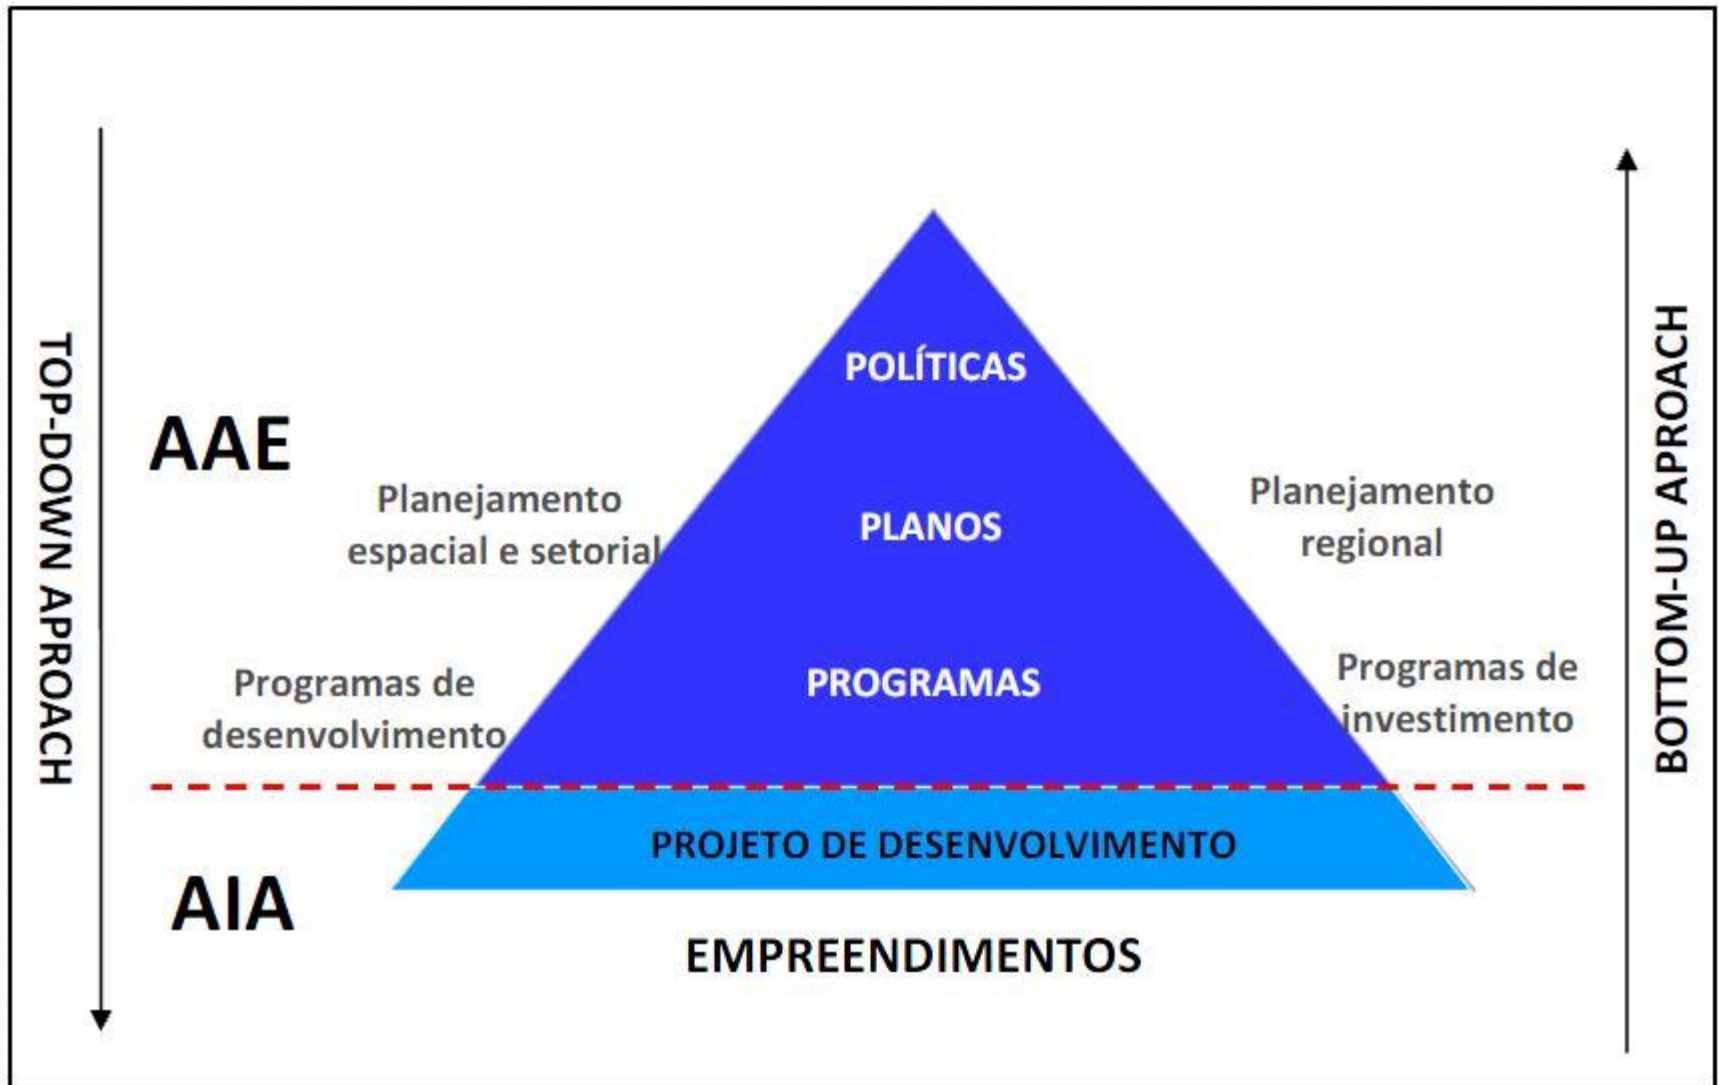 TOP-DOWN APROACH
AAE
Planejamento
espacial e setorial
Programas de
desenvolvimento
POLÍTICAS
PLANOS
PROGRAMAS
Planejamento
regional
Programas de
investimento
BOTTOM-UP APROACH
AIA
PROJETO DE DESENVOLVIMENTO
EMPREENDIMENTOS